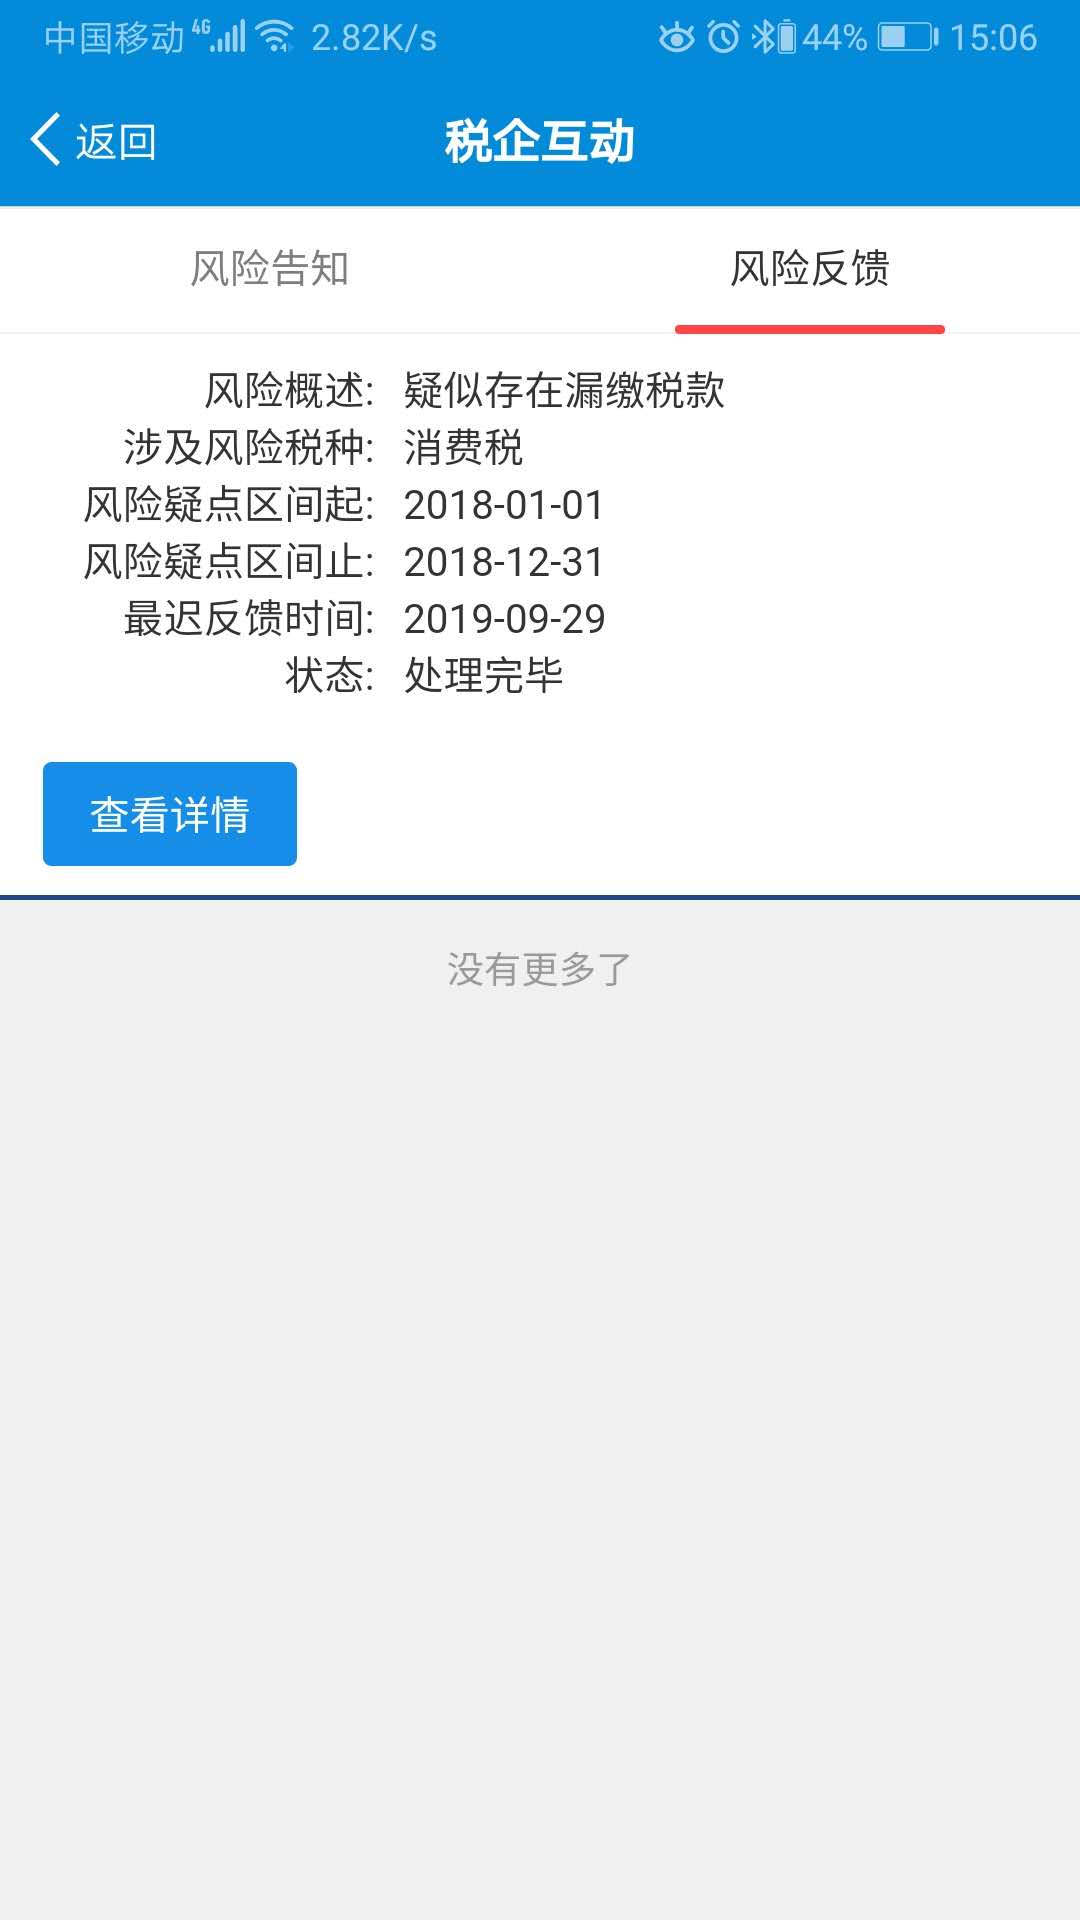 中国移动 4G 2.82K/s 44% 15:06
返回 税企互动
风险告知 风险反馈
风险概述: 疑似存在漏缴税款
涉及风险税种: 消费税
风险疑点区间起: 2018-01-01
风险疑点区间止: 2018-12-31
最迟反馈时间: 2019-09-29
状态: 处理完毕
查看详情
没有更多了